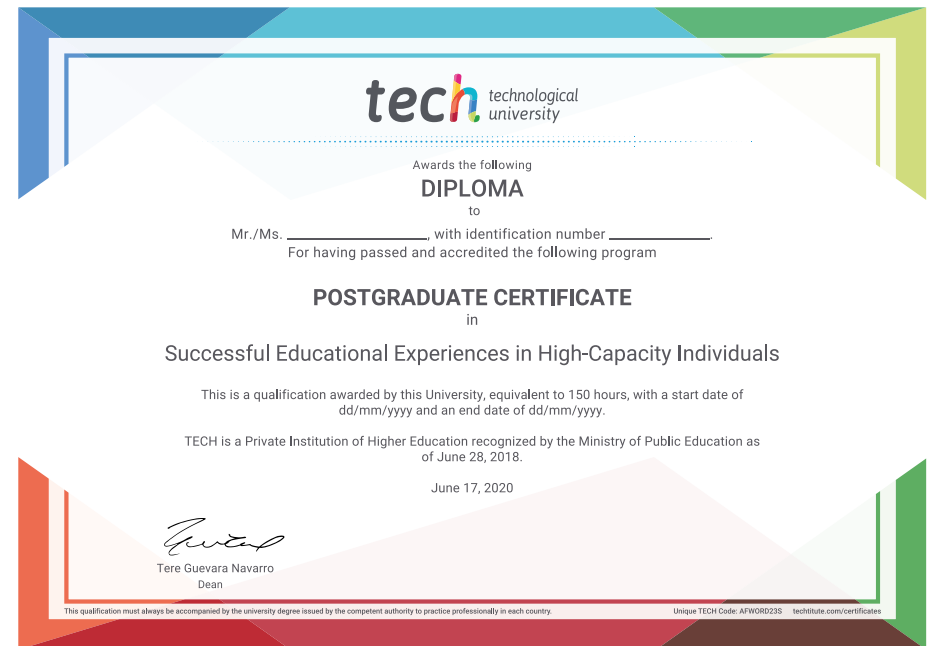 tech technological
university
Awards the following
DIPLOMA
to
Mr./Ms. ____________________, with identification number ______________.
For having passed and accredited the following program
POSTGRADUATE CERTIFICATE
in
Successful Educational Experiences in High-Capacity Individuals
This is a qualification awarded by this University, equivalent to 150 hours, with a start date of
dd/mm/yyyy and an end date of dd/mm/yyyy.
TECH is a Private Institution of Higher Education recognized by the Ministry of Public Education as
of June 28, 2018.
June 17, 2020
Tere Guevara Navarro
Dean
This qualification must always be accompanied by the university degree issued by the competent authority to practice professionally in each country.
Unique TECH Code: AFWORD23S techtitute.com/certificates